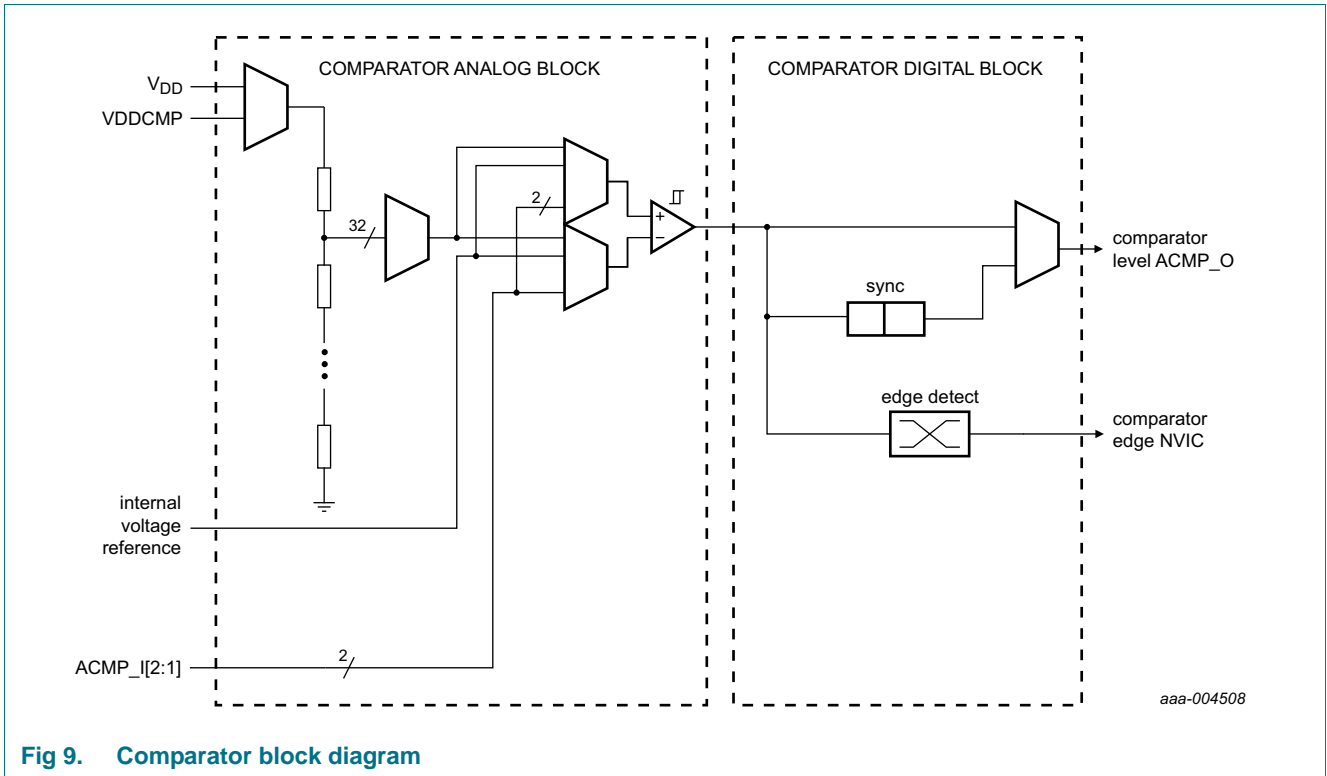 COMPARATOR ANALOG BLOCK
COMPARATOR DIGITAL BLOCK
VDD
VDDCMP
32
2
+
−
sync
comparator
level ACMP_O
edge detect
comparator
edge NVIC
internal
voltage
reference
ACMP_I[2:1]
2
aaa-004508
Fig 9. Comparator block diagram